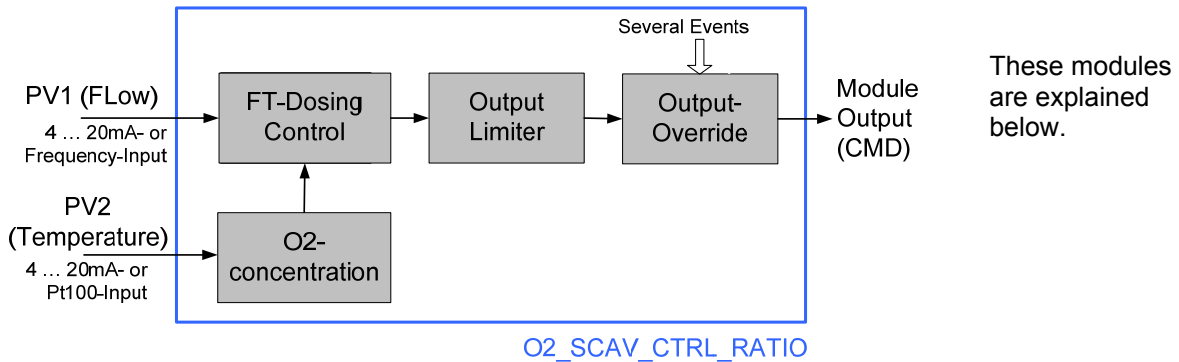 Several Events
PV1 (FLow)
4 ... 20mA- or
Frequency-Input
FT-Dosing
Control
Output
Limiter
Output-
Override
Module
Output
(CMD)
These modules
are explained
below.
PV2
(Temperature)
4 ... 20mA- or
Pt100-Input
O2-
concentration
O2_SCAV_CTRL_RATIO